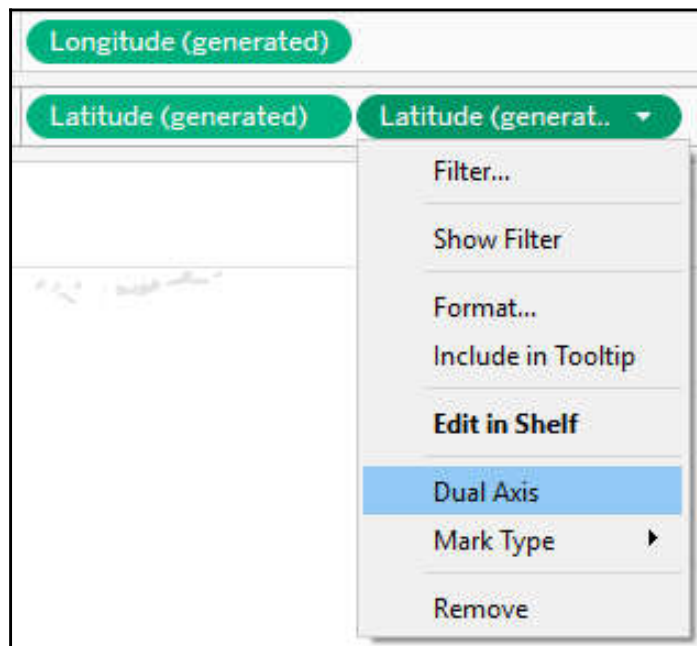 Longitude (generated)
Latitude (generated) Latitude (generat..
Filter...
Show Filter
Format...
Include in Tooltip
Edit in Shelf
Dual Axis
Mark Type
Remove